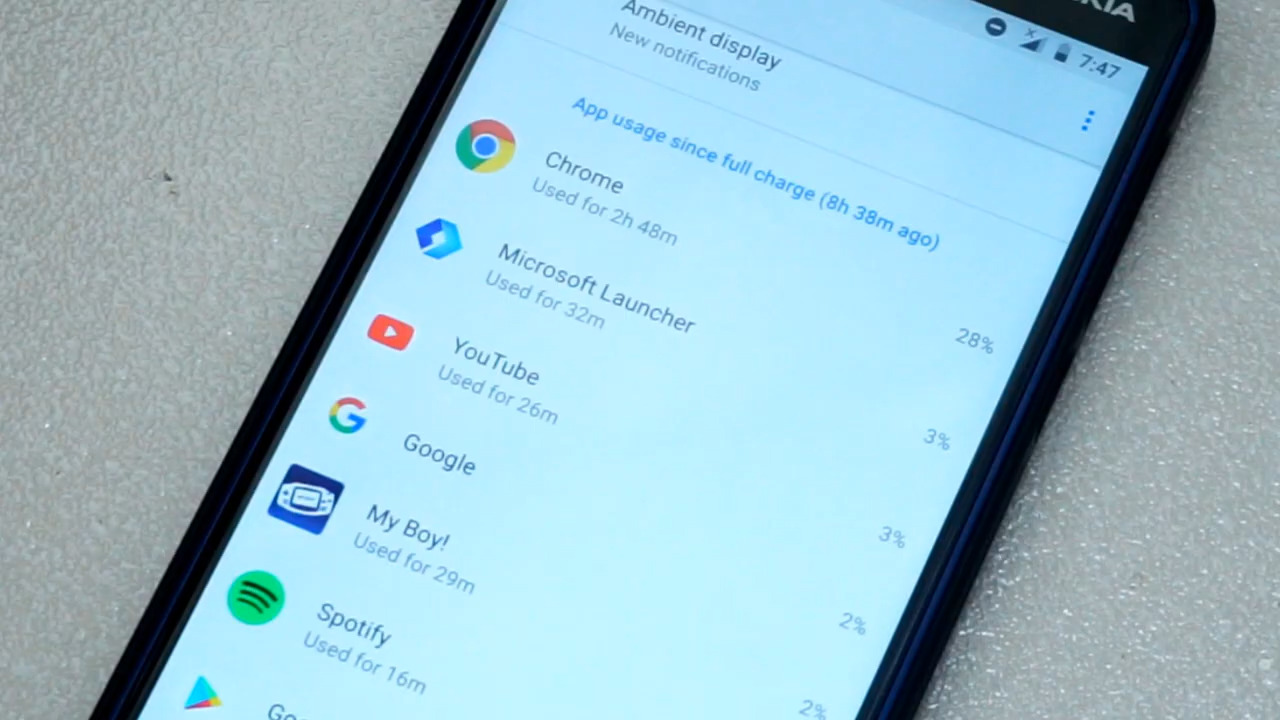 KIA
7:47
Ambient display
New notifications
App usage since full charge (8h 38m ago)
Chrome
Used for 2h 48m
28%
Microsoft Launcher
Used for 32m
3%
YouTube
Used for 26m
3%
Google
2%
My Boy!
Used for 29m
2%
Spotify
Used for 16m